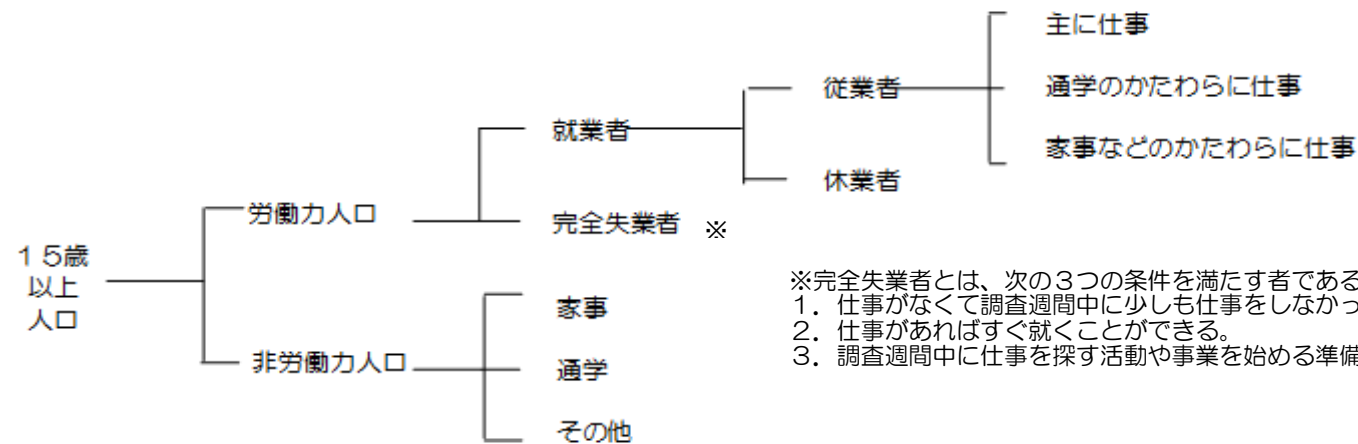 主に仕事
従業者
通学のかたわらに仕事
就業者
家事などのかたわらに仕事
休業者
労働力人口
完全失業者 ※
15歳
以上
人口
※完全失業者とは、次の3つの条件を満たす者である
1．仕事がなくて調査週間中に少しも仕事をしなかっ
2．仕事があればすぐ就くことができる。
3．調査週間中に仕事を探す活動や事業を始める準備
家事
非労働力人口
通学
その他